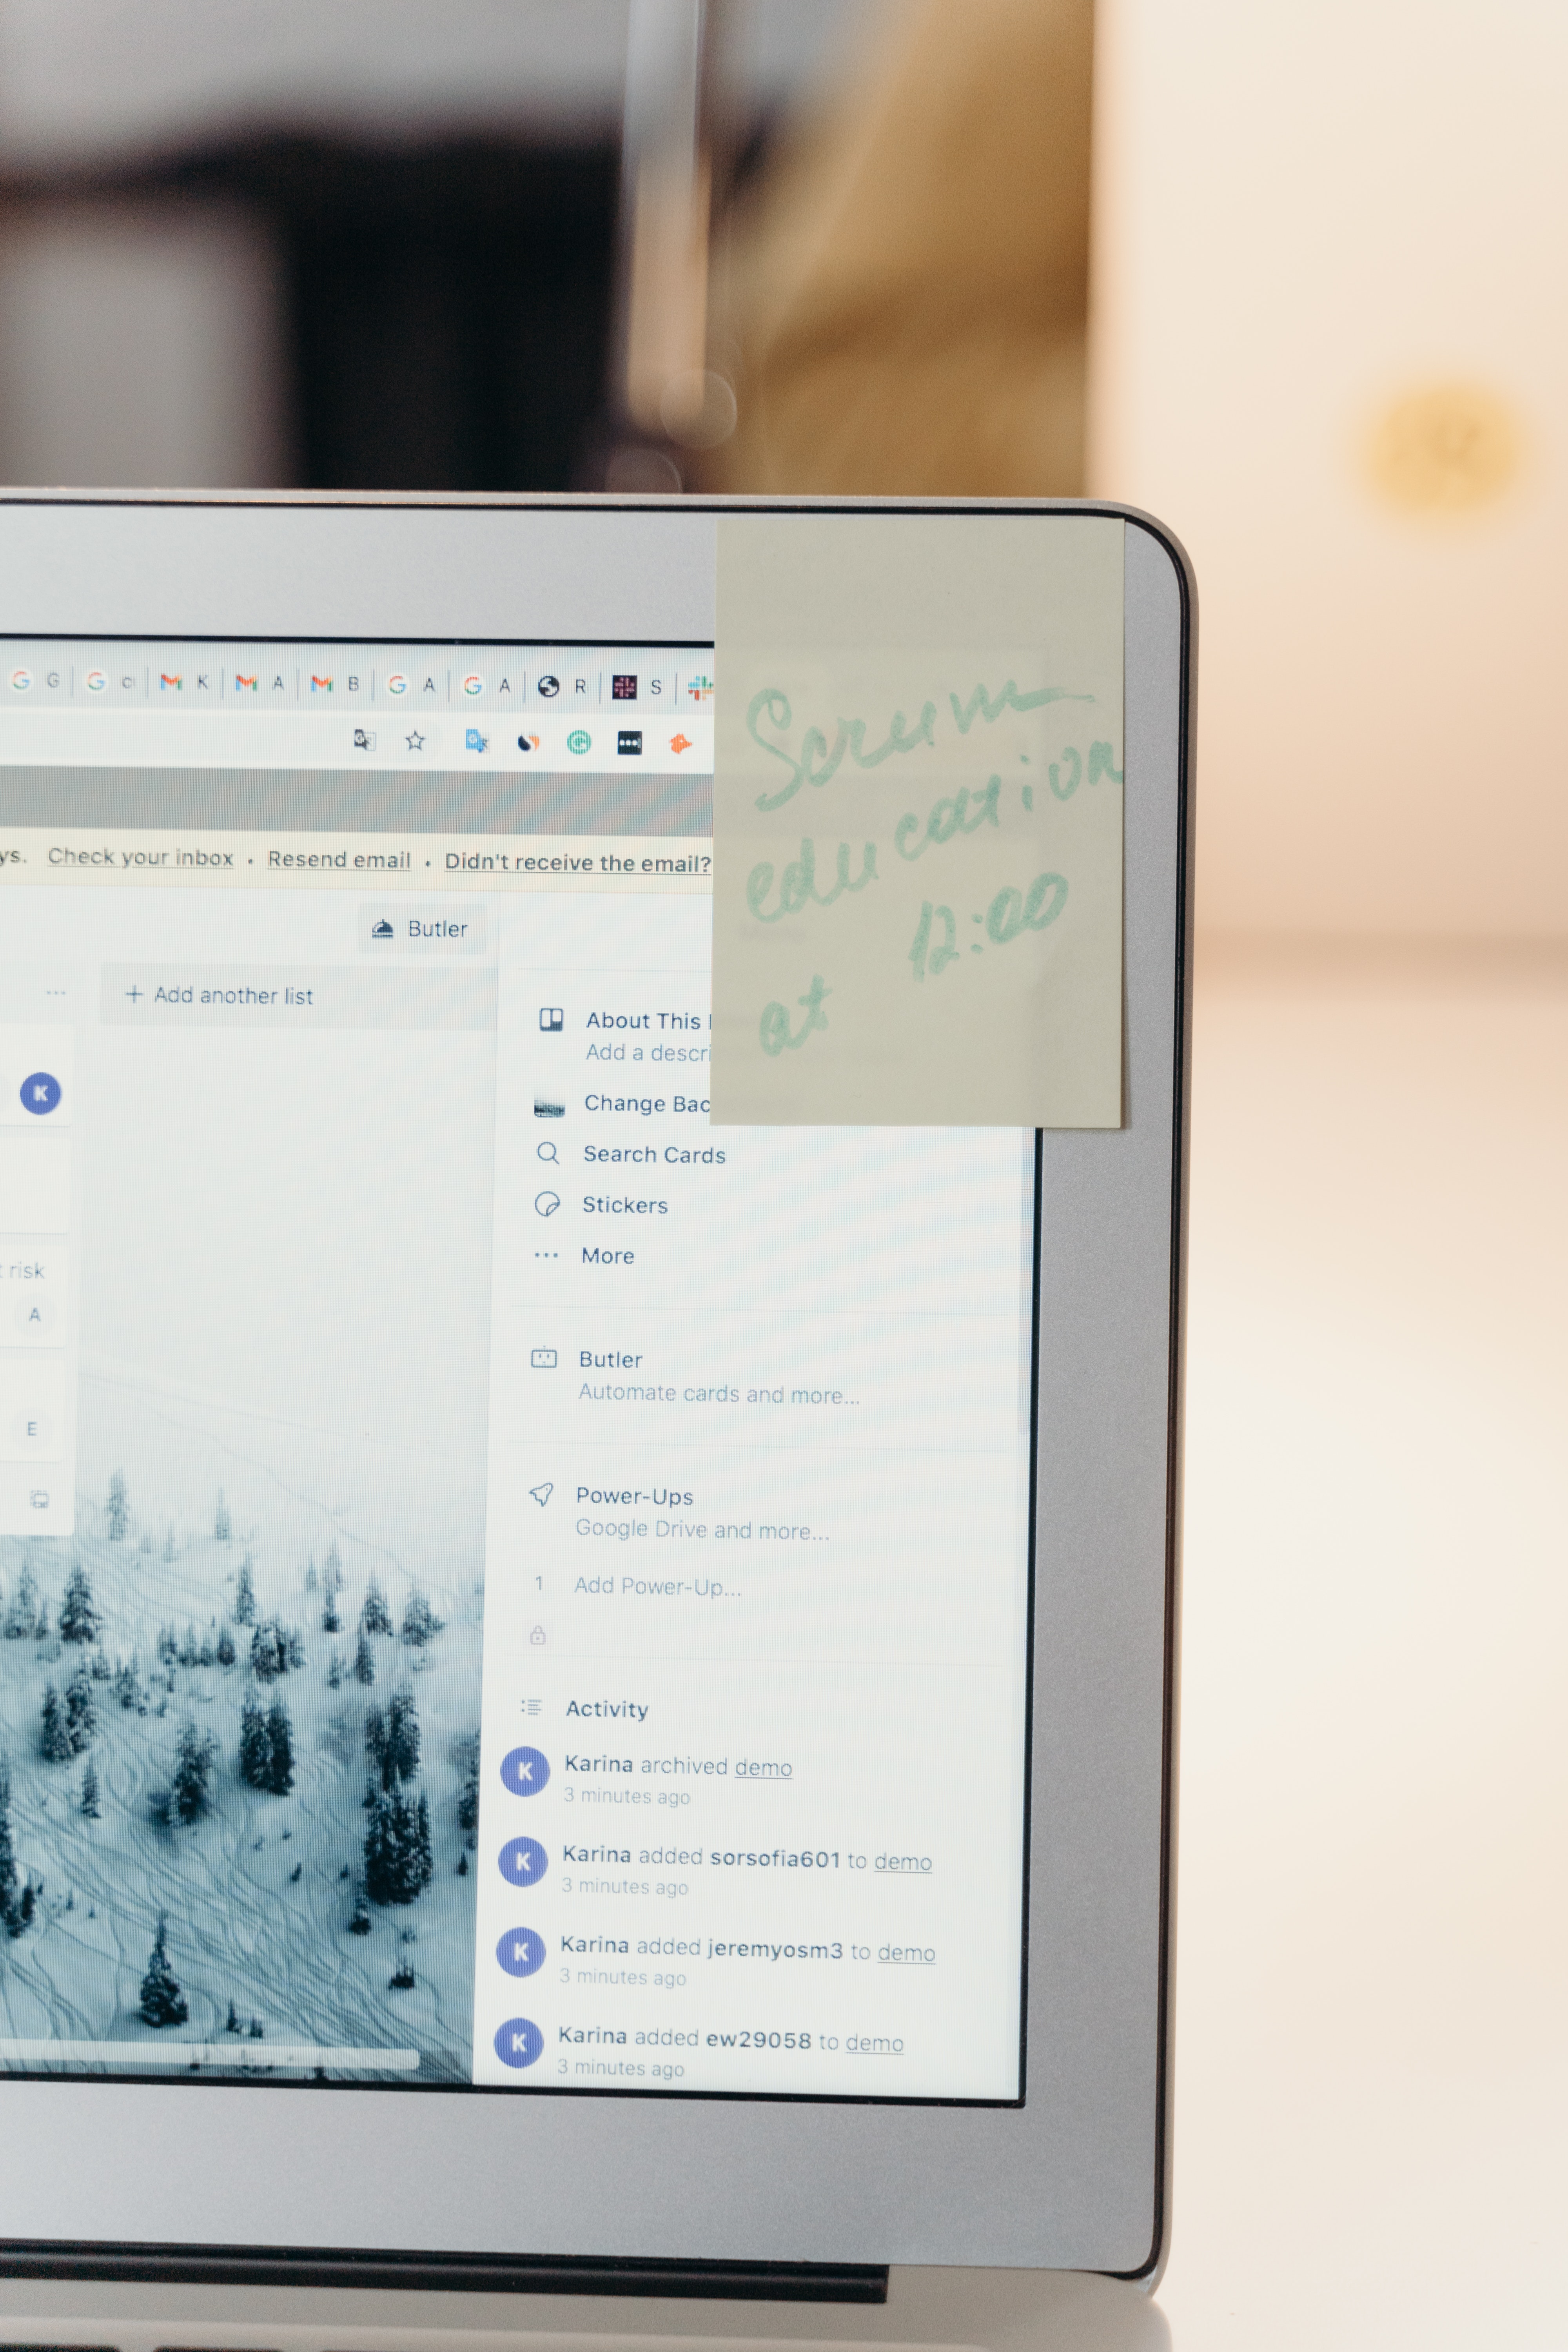 G G K A B A A R S
ys. Check your inbox • Resend email • Didn't receive the email?
Scrum
education
at 12:00
Butler
+ Add another list
K
risk
A
E
About This
Add a descri
Change Bac
Search Cards
Stickers
More
Butler
Automate cards and more...
Power-Ups
Google Drive and more...
1 Add Power-Up...
Activity
K Karina archived demo
3 minutes ago
K Karina added sorsofia601 to demo
3 minutes ago
K Karina added jeremyosm3 to demo
3 minutes ago
K Karina added ew29058 to demo
3 minutes ago